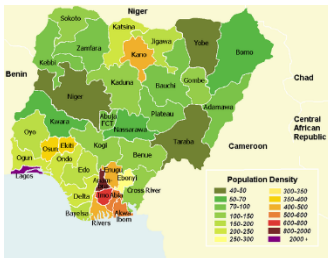 Niger
Sokoto
Katsina
Jigawa
Yobe
Borno
Zamfara
Kano
Kebbi
Benin
Kaduna
Bauchi
Gombe
Chad
Niger
Adamawa
Plateau
Abuja
FCT
Kwara
Nassarawa
Central
African
Republic
Oyo
Taraba
Cameroon
Osun
Ekiti
Kogi
Benue
Ogun
Ondo
Lagos
Edo
Enugu
Ebonyi
Cross River
Delta
Imo
Abia
Akwa
Ibom
Bayelsa
Rivers
Population Density
40-50
50-70
70-100
100-150
150-200
200-250
250-300
300-350
350-400
400-500
500-600
600-800
800-2000
2000+